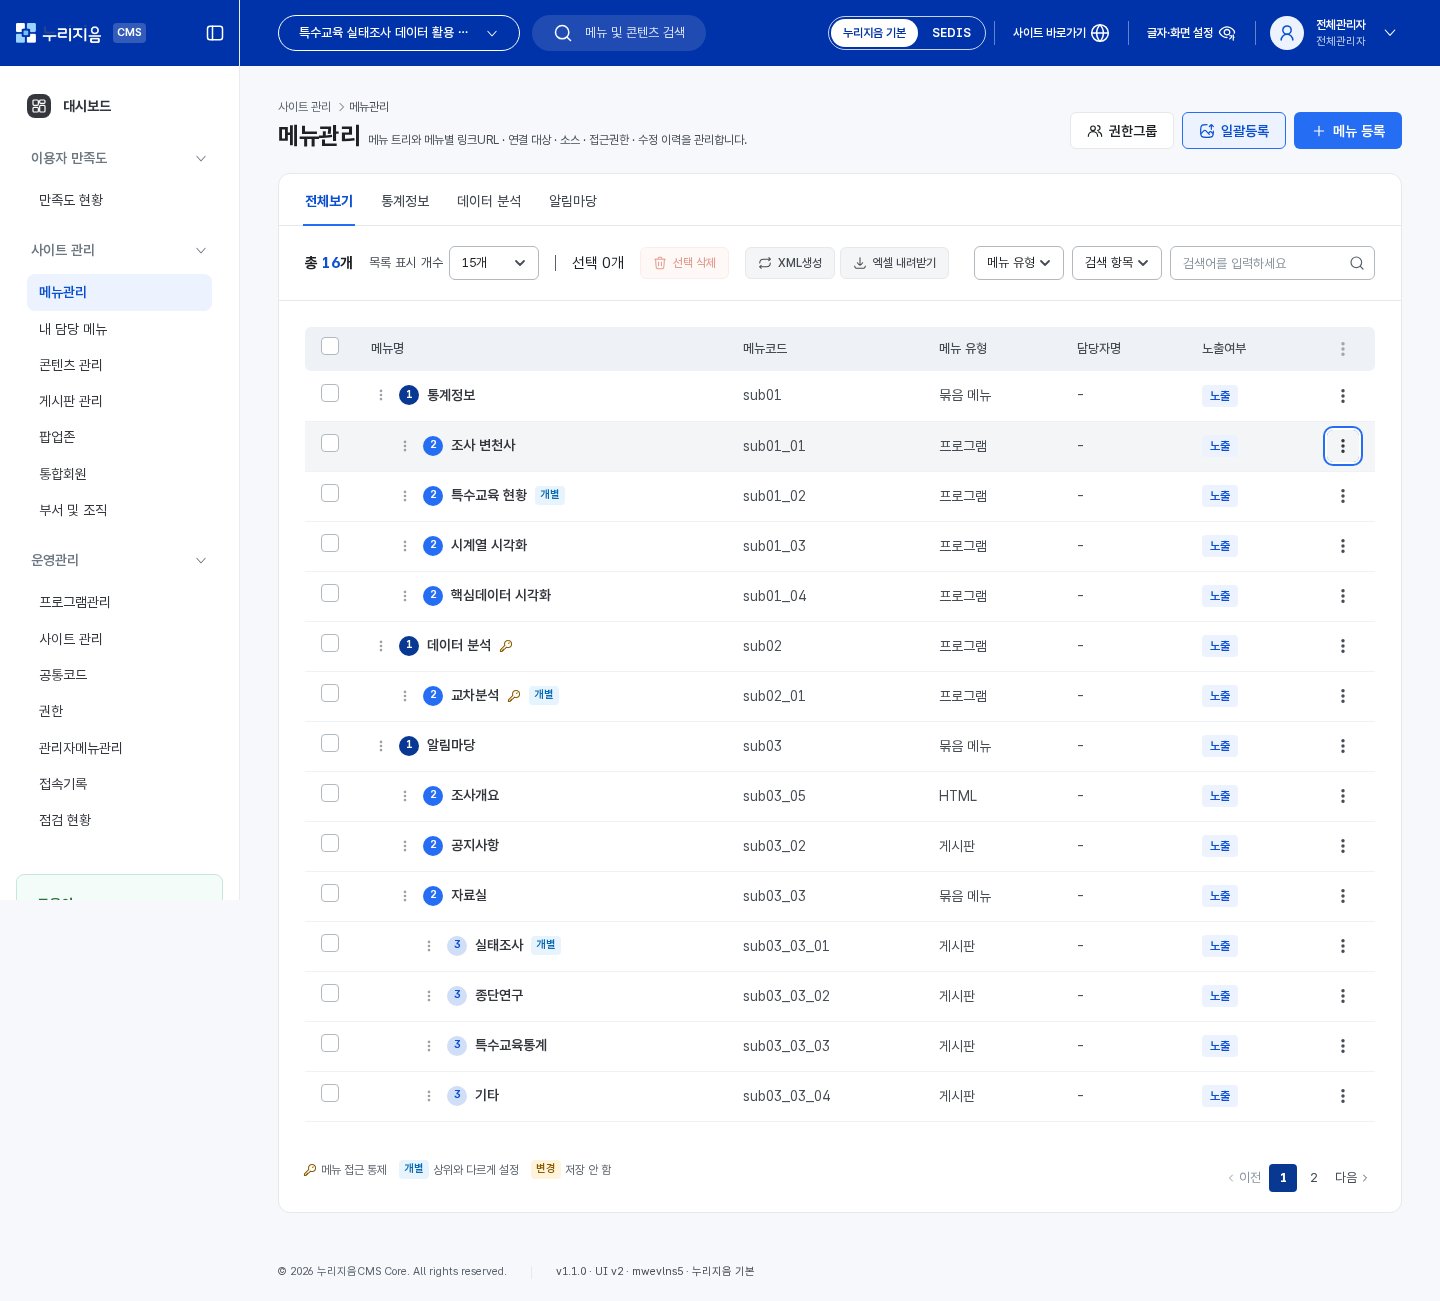 누리지음 CMS
특수교육 실태조사 데이터 활용 ···
메뉴 및 콘텐츠 검색
누리지음 기본 SEDIS
사이트 바로가기
글자·화면 설정
전체관리자
전체관리자
대시보드
이용자 만족도
만족도 현황
사이트 관리
메뉴관리
내 담당 메뉴
콘텐츠 관리
게시판 관리
팝업존
통합회원
부서 및 조직
운영관리
프로그램관리
사이트 관리
공통코드
권한
관리자메뉴관리
접속기록
점검 현황
사이트 관리 > 메뉴관리
메뉴관리 메뉴 트리와 메뉴별 링크URL · 연결 대상 · 소스 · 접근권한 · 수정 이력을 관리합니다.
권한그룹 일괄등록 + 메뉴 등록
전체보기 통계정보 데이터 분석 알림마당
총 16개 목록 표시 개수 15개 선택 0개 선택 삭제 XML생성 엑셀 내려받기 메뉴 유형 검색 항목 검색어를 입력하세요
메뉴명 메뉴코드 메뉴 유형 담당자명 노출여부
1 통계정보 sub01 묶음 메뉴 - 노출
2 조사 변천사 sub01_01 프로그램 - 노출
2 특수교육 현황 개별 sub01_02 프로그램 - 노출
2 시계열 시각화 sub01_03 프로그램 - 노출
2 핵심데이터 시각화 sub01_04 프로그램 - 노출
1 데이터 분석 sub02 프로그램 - 노출
2 교차분석 개별 sub02_01 프로그램 - 노출
1 알림마당 sub03 묶음 메뉴 - 노출
2 조사개요 sub03_05 HTML - 노출
2 공지사항 sub03_02 게시판 - 노출
2 자료실 sub03_03 묶음 메뉴 - 노출
3 실태조사 개별 sub03_03_01 게시판 - 노출
3 종단연구 sub03_03_02 게시판 - 노출
3 특수교육통계 sub03_03_03 게시판 - 노출
3 기타 sub03_03_04 게시판 - 노출
메뉴 접근 통제 개별 상위와 다르게 설정 변경 저장 안 함
< 이전 1 2 다음 >
© 2026 누리지음CMS Core. All rights reserved. v1.1.0 · UI v2 · mwevlns5 · 누리지음 기본